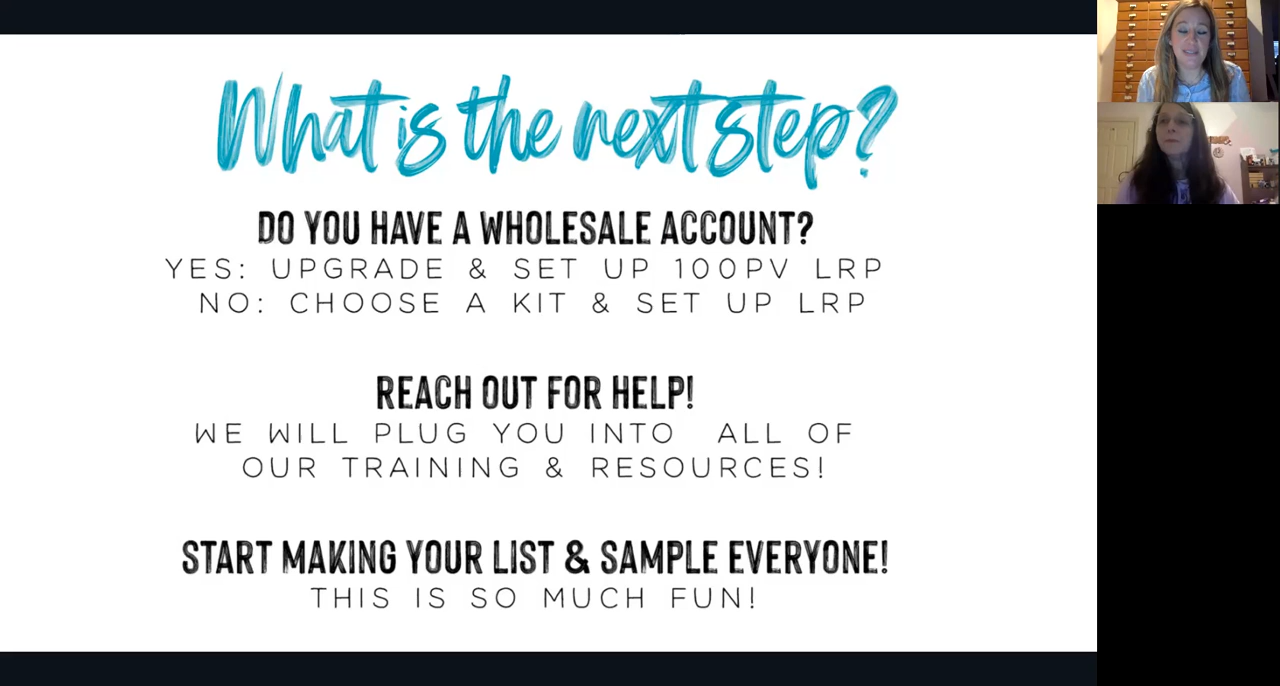 What is the next step?
DO YOU HAVE A WHOLESALE ACCOUNT?
YES: UPGRADE & SET UP 100PV LRP
NO: CHOOSE A KIT & SET UP LRP
REACH OUT FOR HELP!
WE WILL PLUG YOU INTO ALL OF
OUR TRAINING & RESOURCES!
START MAKING YOUR LIST & SAMPLE EVERYONE!
THIS IS SO MUCH FUN!